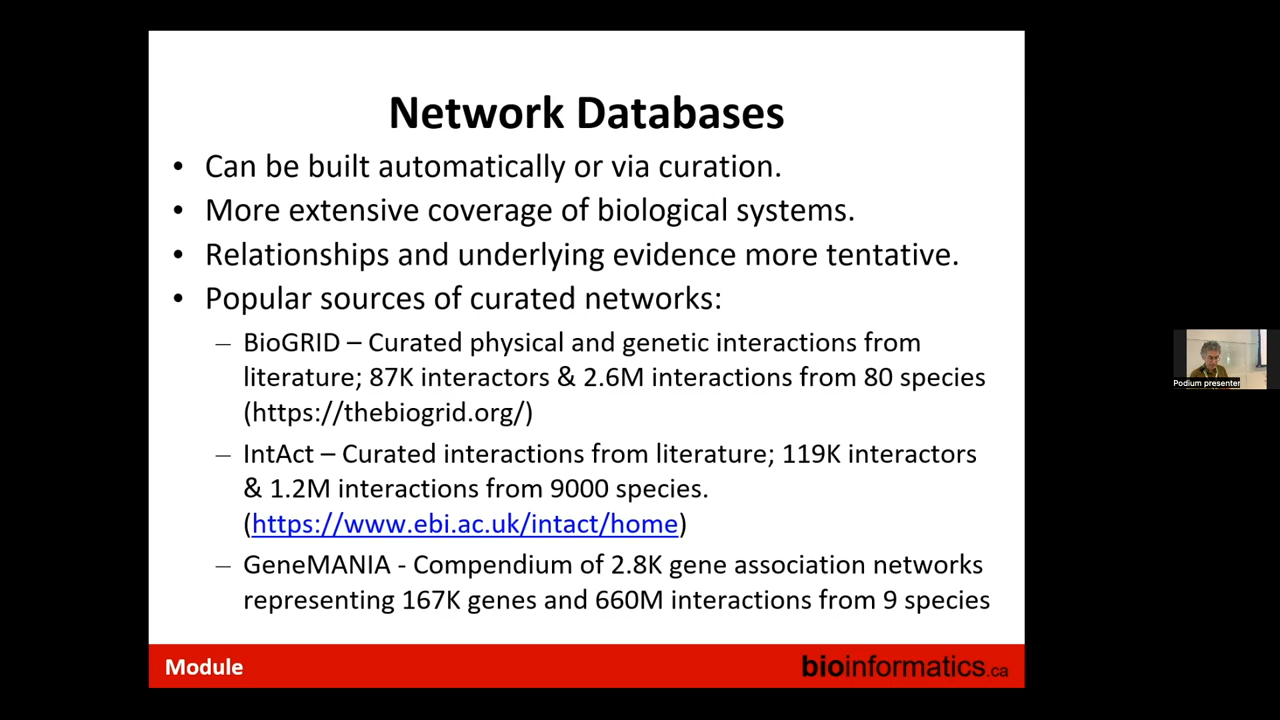 Network Databases
• Can be built automatically or via curation.
• More extensive coverage of biological systems.
• Relationships and underlying evidence more tentative.
• Popular sources of curated networks:
– BioGRID – Curated physical and genetic interactions from
literature; 87K interactors & 2.6M interactions from 80 species
(https://thebiogrid.org/)
– IntAct – Curated interactions from literature; 119K interactors
& 1.2M interactions from 9000 species.
(https://www.ebi.ac.uk/intact/home)
– GeneMANIA - Compendium of 2.8K gene association networks
representing 167K genes and 660M interactions from 9 species
Module
bioinformatics.ca
Podium presenter